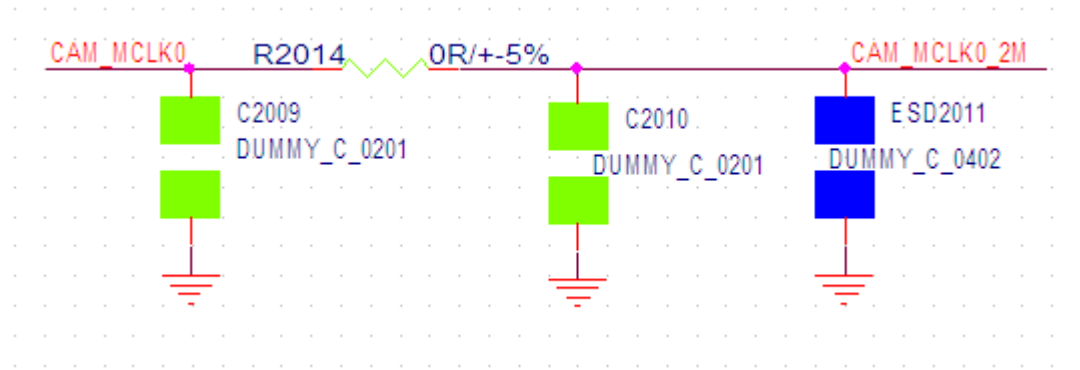 CAM_MCLK0
R2014
0R/+-5%
CAM_MCLK0_2M
C2009
DUMMY_C_0201
C2010
DUMMY_C_0201
ESD2011
DUMMY_C_0402